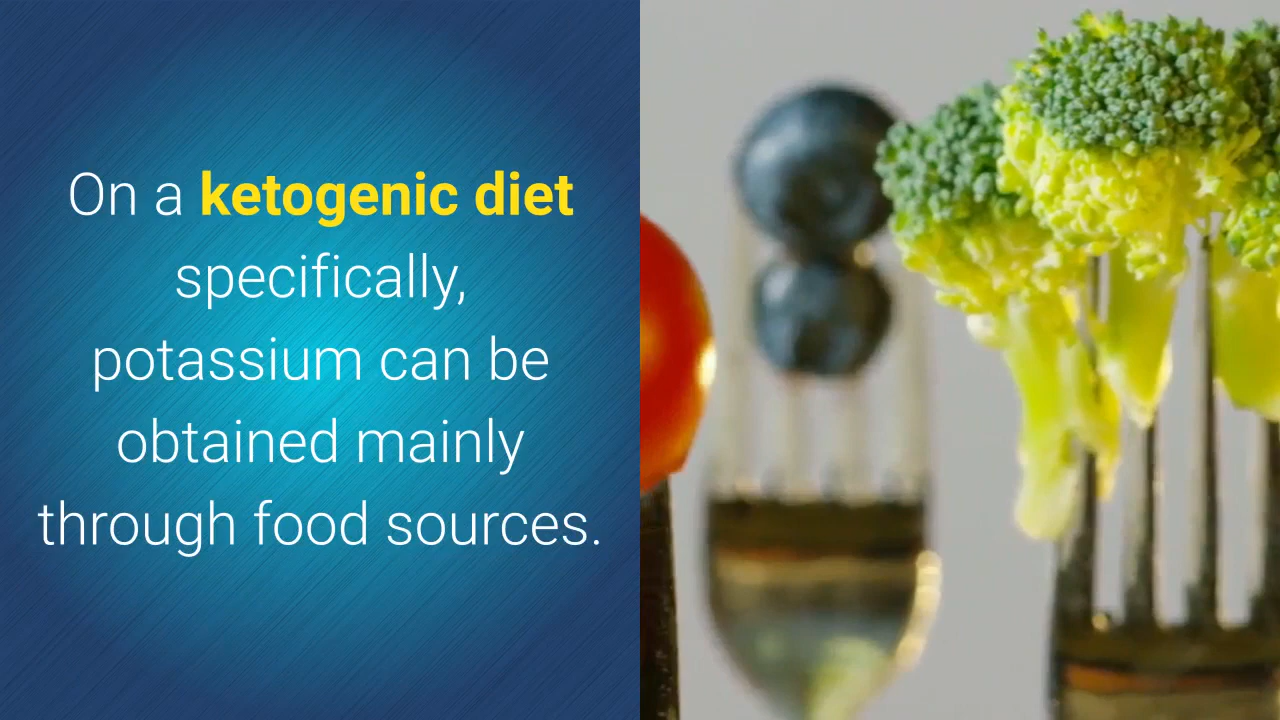 On a ketogenic diet
specifically,
potassium can be
obtained mainly
through food sources.